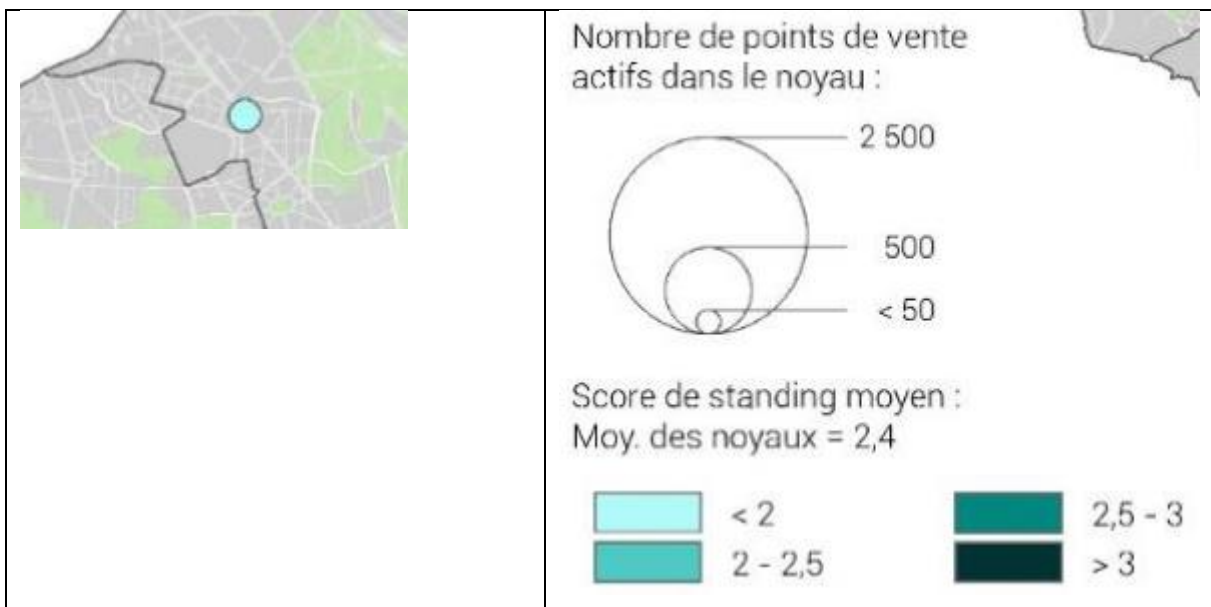 Nombre de points de vente
actifs dans le noyau :
2 500
500
< 50
Score de standing moyen :
Moy. des noyaux = 2,4
< 2
2 - 2,5
2,5 - 3
> 3